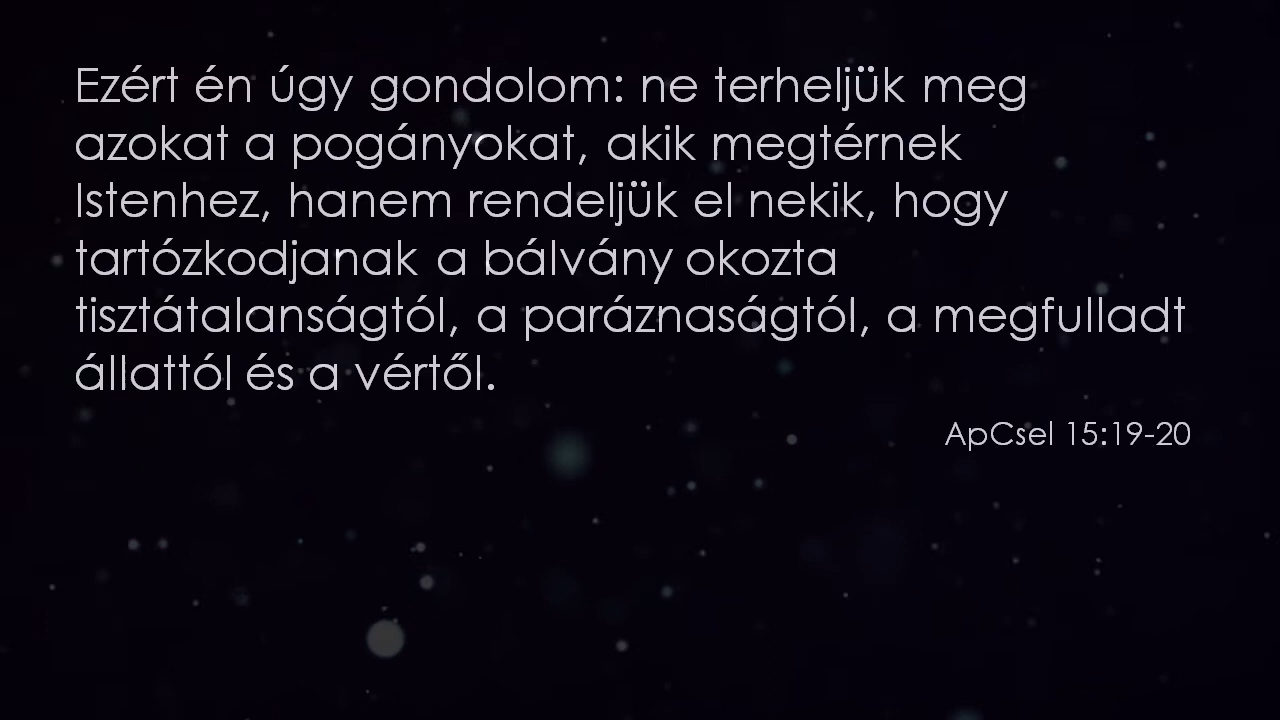 Ezért én úgy gondolom: ne terheljük meg
azokat a pogányokat, akik megtérnek
Istenhez, hanem rendeljük el nekik, hogy
tartózkodjanak a bálvány okozta
tisztátalanságtól, a paráznaságtól, a megfulladt
állattól és a vértől.
ApCsel 15:19-20